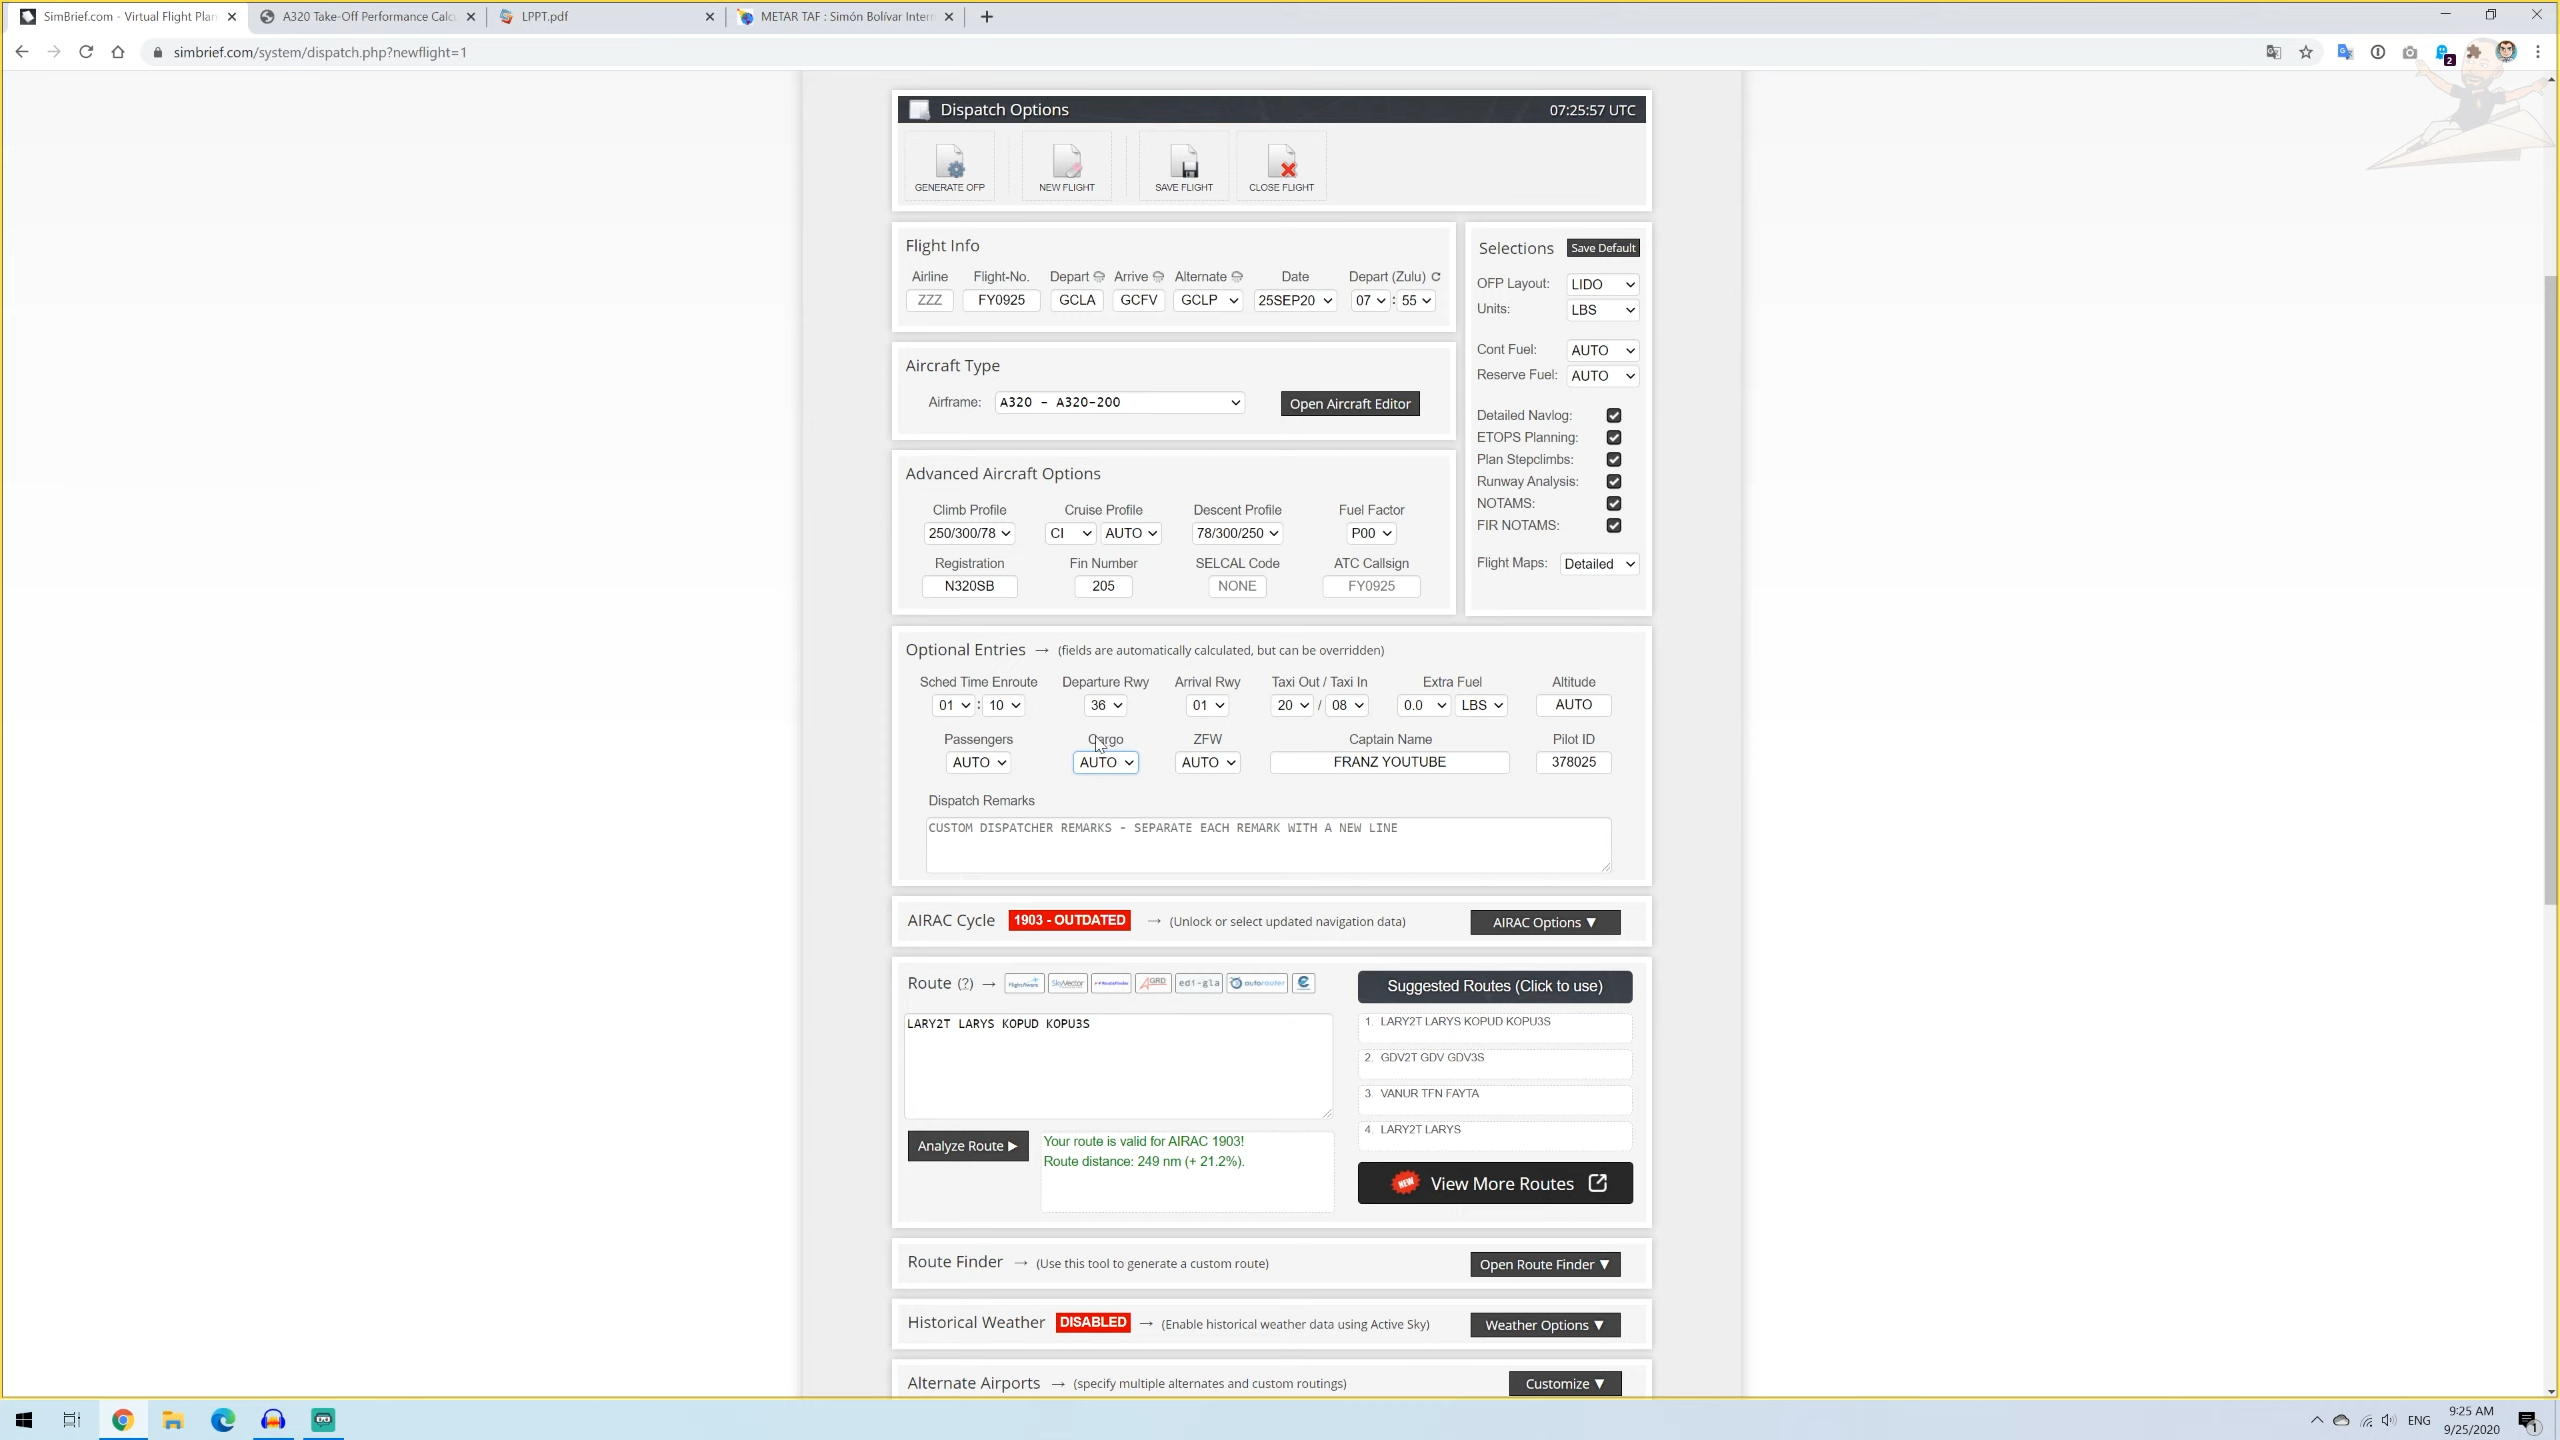 SimBrief.com - Virtual Flight Plan
A320 Take-Off Performance Calcu
LPPT.pdf
METAR TAF : Simón Bolívar Intern
simbrief.com/system/dispatch.php?newflight=1
2
Dispatch Options
07:25:57 UTC
GENERATE OFP
NEW FLIGHT
SAVE FLIGHT
CLOSE FLIGHT
Flight Info
Airline Flight-No. Depart Arrive Alternate Date Depart (Zulu)
ZZZ FY0925 GCLA GCFV GCLP 25SEP20 07 : 55
Selections Save Default
OFP Layout: LIDO
Units: LBS
Cont Fuel: AUTO
Reserve Fuel: AUTO
Detailed Navlog:
ETOPS Planning:
Plan Stepclimbs:
Runway Analysis:
NOTAMS:
FIR NOTAMS:
Flight Maps: Detailed
Aircraft Type
Airframe: A320 - A320-200 Open Aircraft Editor
Advanced Aircraft Options
Climb Profile Cruise Profile Descent Profile Fuel Factor
250/300/78 CI AUTO 78/300/250 P00
Registration Fin Number SELCAL Code ATC Callsign
N320SB 205 NONE FY0925
Optional Entries → (fields are automatically calculated, but can be overridden)
Sched Time Enroute Departure Rwy Arrival Rwy Taxi Out / Taxi In Extra Fuel Altitude
01 : 10 36 01 20 / 08 0.0 LBS AUTO
Passengers Cargo ZFW Captain Name Pilot ID
AUTO AUTO AUTO FRANZ YOUTUBE 378025
Dispatch Remarks
CUSTOM DISPATCHER REMARKS - SEPARATE EACH REMARK WITH A NEW LINE
AIRAC Cycle 1903 - OUTDATED → (Unlock or select updated navigation data) AIRAC Options ▼
Route (?) → FlightAware SkyVector RouteFinder AGRD edi-gla autorouter
LARY2T LARYS KOPUD KOPU3S
Analyze Route ▶
Your route is valid for AIRAC 1903!
Route distance: 249 nm (+ 21.2%).
Suggested Routes (Click to use)
1. LARY2T LARYS KOPUD KOPU3S
2. GDV2T GDV GDV3S
3. VANUR TFN FAYTA
4. LARY2T LARYS
NEW View More Routes
Route Finder → (Use this tool to generate a custom route) Open Route Finder ▼
Historical Weather DISABLED → (Enable historical weather data using Active Sky) Weather Options ▼
Alternate Airports → (specify multiple alternates and custom routings) Customize ▼
ENG
9:25 AM
9/25/2020
1